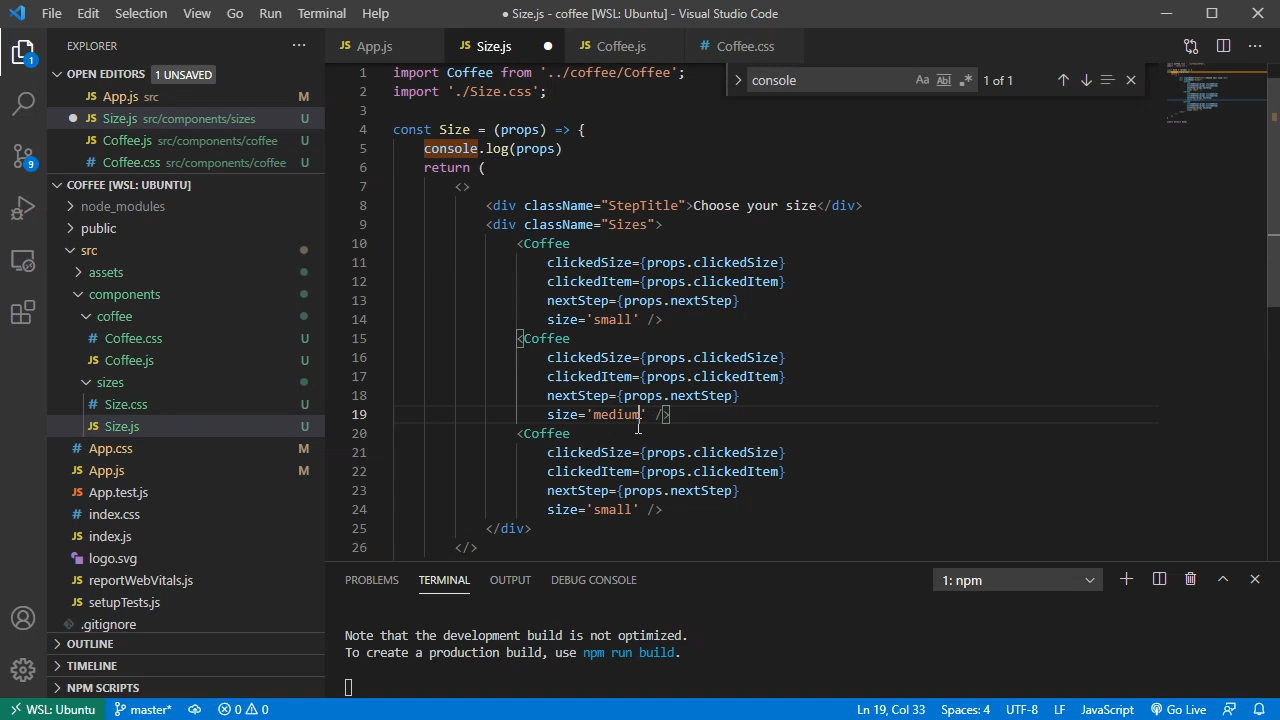 File Edit Selection View Go Run Terminal Help
● Size.js - coffee [WSL: Ubuntu] - Visual Studio Code
EXPLORER
OPEN EDITORS 1 UNSAVED
JS App.js src M
JS Size.js src/components/sizes U
JS Coffee.js src/components/coffee U
# Coffee.css src/components/coffee U
COFFEE [WSL: UBUNTU]
node_modules
public
src
assets
components
coffee
# Coffee.css U
JS Coffee.js U
sizes
# Size.css U
JS Size.js U
# App.css M
JS App.js M
JS App.test.js
# index.css
JS index.js
logo.svg
JS reportWebVitals.js
JS setupTests.js
.gitignore
OUTLINE
TIMELINE
NPM SCRIPTS
1
9
JS App.js JS Size.js JS Coffee.js # Coffee.css
console Aa Abl .* 1 of 1
1 import Coffee from '../coffee/Coffee';
2 import './Size.css';
3
4 const Size = (props) => {
5 console.log(props)
6 return (
7 <>
8 <div className="StepTitle">Choose your size</div>
9 <div className="Sizes">
10 <Coffee
11 clickedSize={props.clickedSize}
12 clickedItem={props.clickedItem}
13 nextStep={props.nextStep}
14 size='small' />
15 <Coffee
16 clickedSize={props.clickedSize}
17 clickedItem={props.clickedItem}
18 nextStep={props.nextStep}
19 size='medium' />
20 <Coffee
21 clickedSize={props.clickedSize}
22 clickedItem={props.clickedItem}
23 nextStep={props.nextStep}
24 size='small' />
25 </div>
26 </>
PROBLEMS TERMINAL OUTPUT DEBUG CONSOLE 1: npm
Note that the development build is not optimized.
To create a production build, use npm run build.
WSL: Ubuntu master* 0 0 Ln 19, Col 33 Spaces: 4 UTF-8 LF JavaScript Go Live